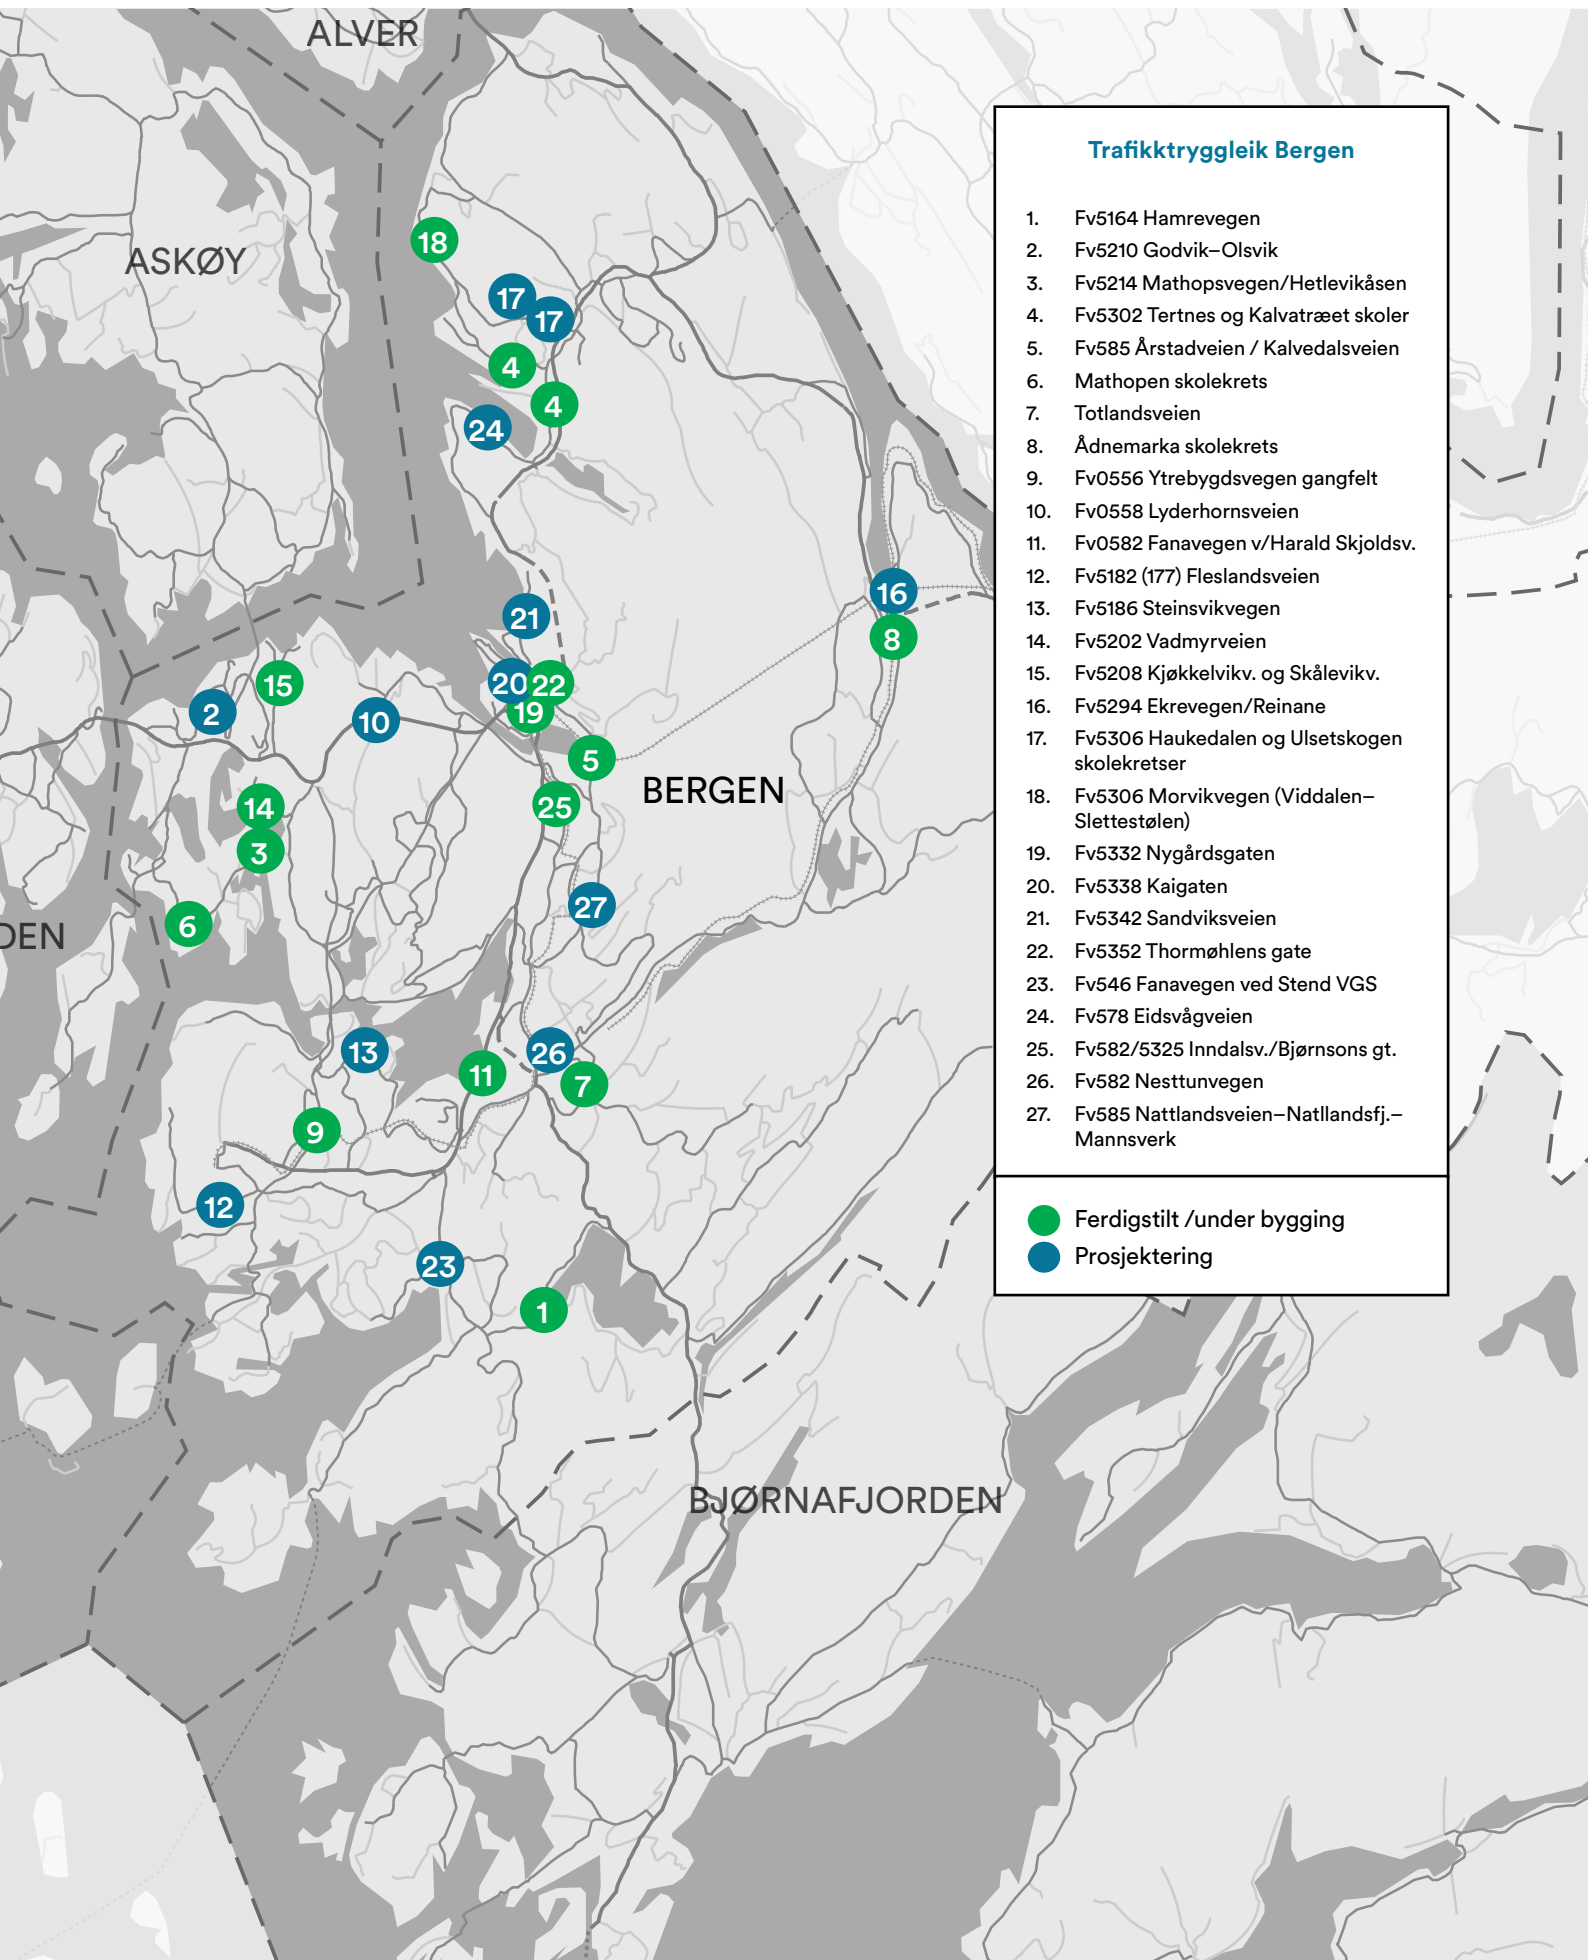 ALVER
ASKØY
18
17
17
4
4
24
16
8
21
20
22
19
15
2
10
5
BERGEN
25
14
3
27
6
DEN
13
26
11
7
9
12
23
1
BJØRNAFJORDEN
Trafikktryggleik Bergen
1. Fv5164 Hamrevegen
2. Fv5210 Godvik–Olsvik
3. Fv5214 Mathopsvegen/Hetlevikåsen
4. Fv5302 Tertnes og Kalvatræet skoler
5. Fv585 Årstadveien / Kalvedalsveien
6. Mathopen skolekrets
7. Totlandsveien
8. Ådnemarka skolekrets
9. Fv0556 Ytrebygdsvegen gangfelt
10. Fv0558 Lyderhornsveien
11. Fv0582 Fanavegen v/Harald Skjoldsv.
12. Fv5182 (177) Fleslandsveien
13. Fv5186 Steinsvikvegen
14. Fv5202 Vadmyrveien
15. Fv5208 Kjøkkelvikv. og Skålevikv.
16. Fv5294 Ekrevegen/Reinane
17. Fv5306 Haukedalen og Ulsetskogen
skolekretser
18. Fv5306 Morvikvegen (Viddalen–
Slettestølen)
19. Fv5332 Nygårdsgaten
20. Fv5338 Kaigaten
21. Fv5342 Sandviksveien
22. Fv5352 Thormøhlens gate
23. Fv546 Fanavegen ved Stend VGS
24. Fv578 Eidsvågveien
25. Fv582/5325 Inndalsv./Bjørnsons gt.
26. Fv582 Nesttunvegen
27. Fv585 Nattlandsveien–Natllandsfj.–
Mannsverk
Ferdigstilt /under bygging
Prosjektering